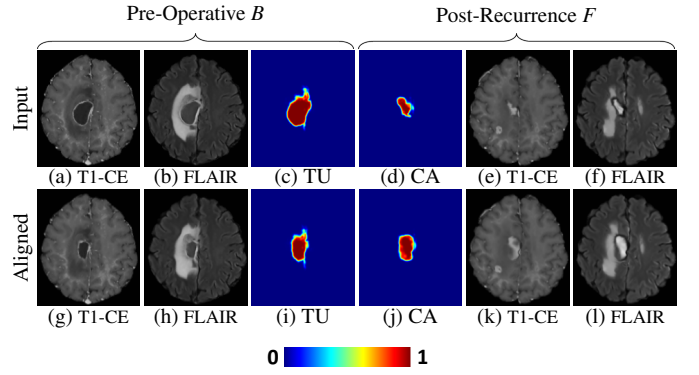 Pre-Operative B Post-Recurrence F
Input
(a) T1-CE (b) FLAIR (c) TU (d) CA (e) T1-CE (f) FLAIR
Aligned
(g) T1-CE (h) FLAIR (i) TU (j) CA (k) T1-CE (l) FLAIR
0 1